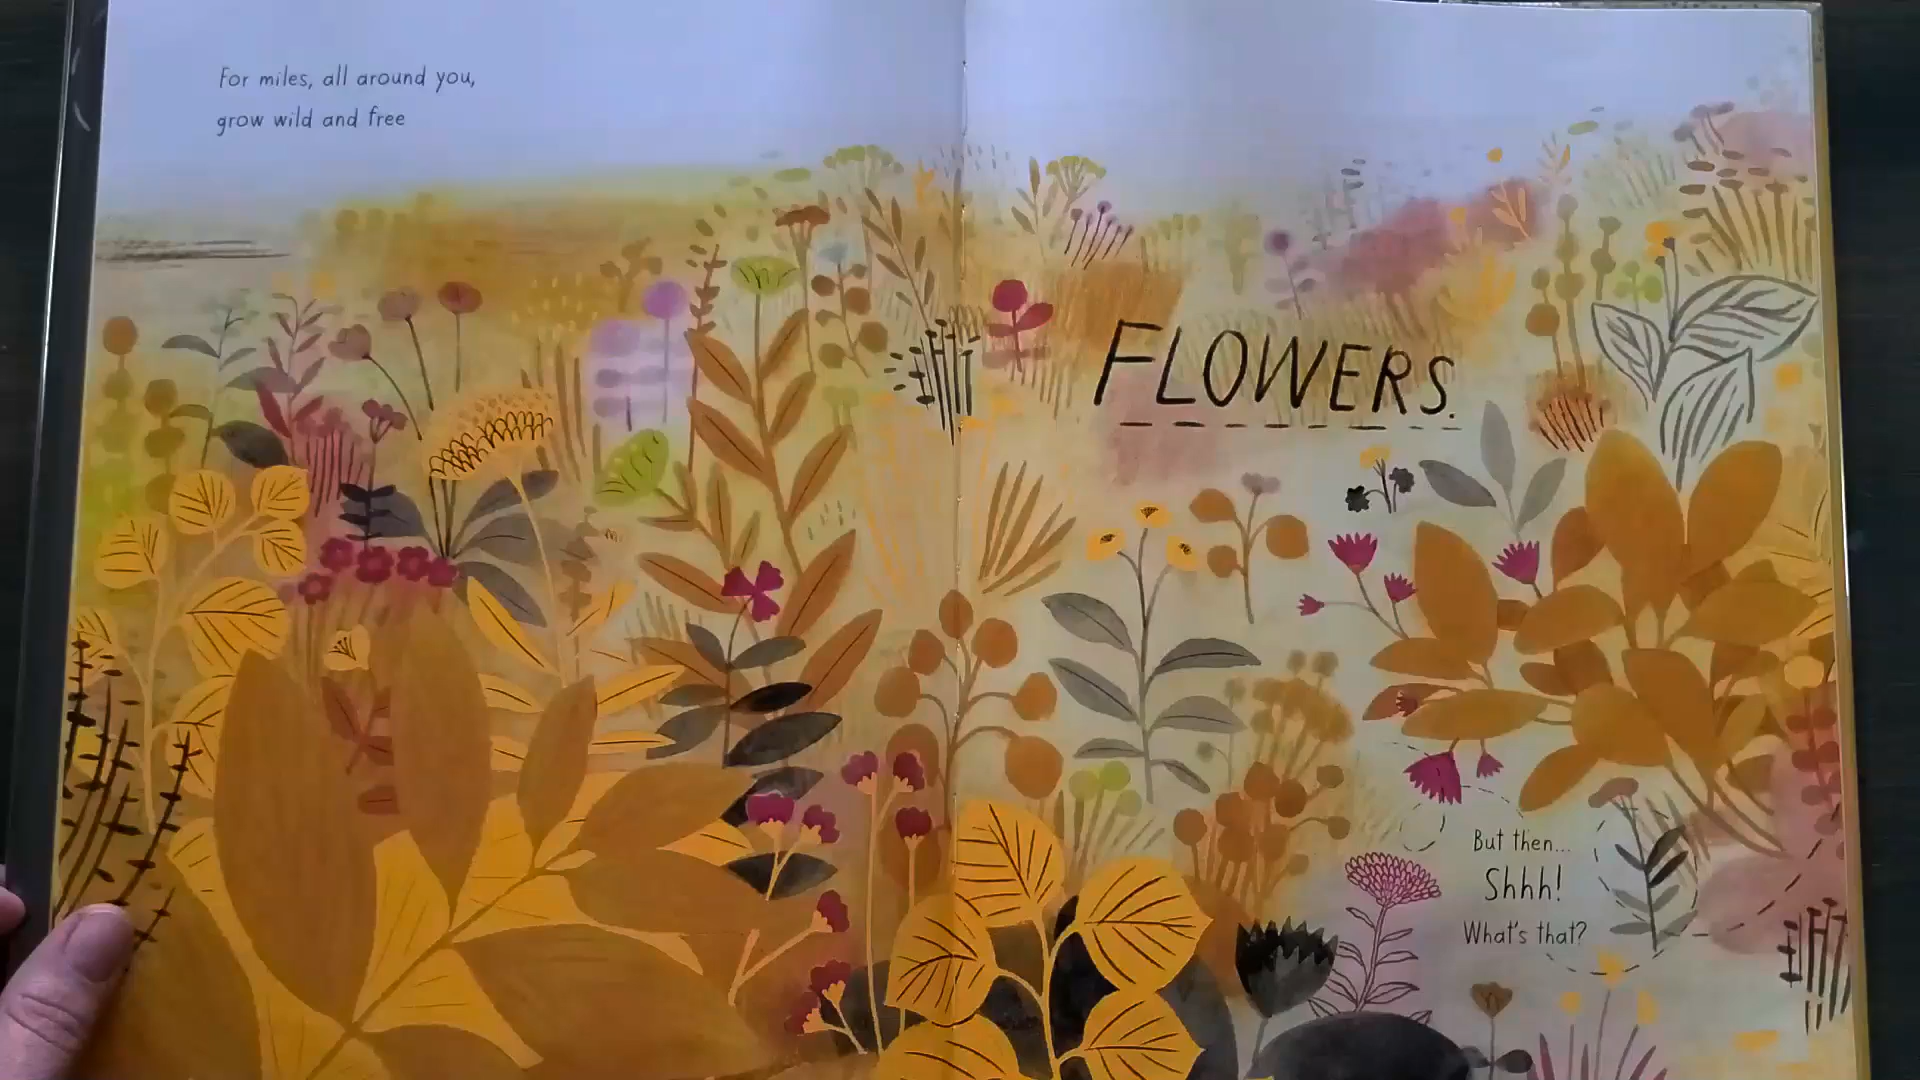 For miles, all around you,
grow wild and free
FLOWERS.
But then...
Shhh!
What's that?